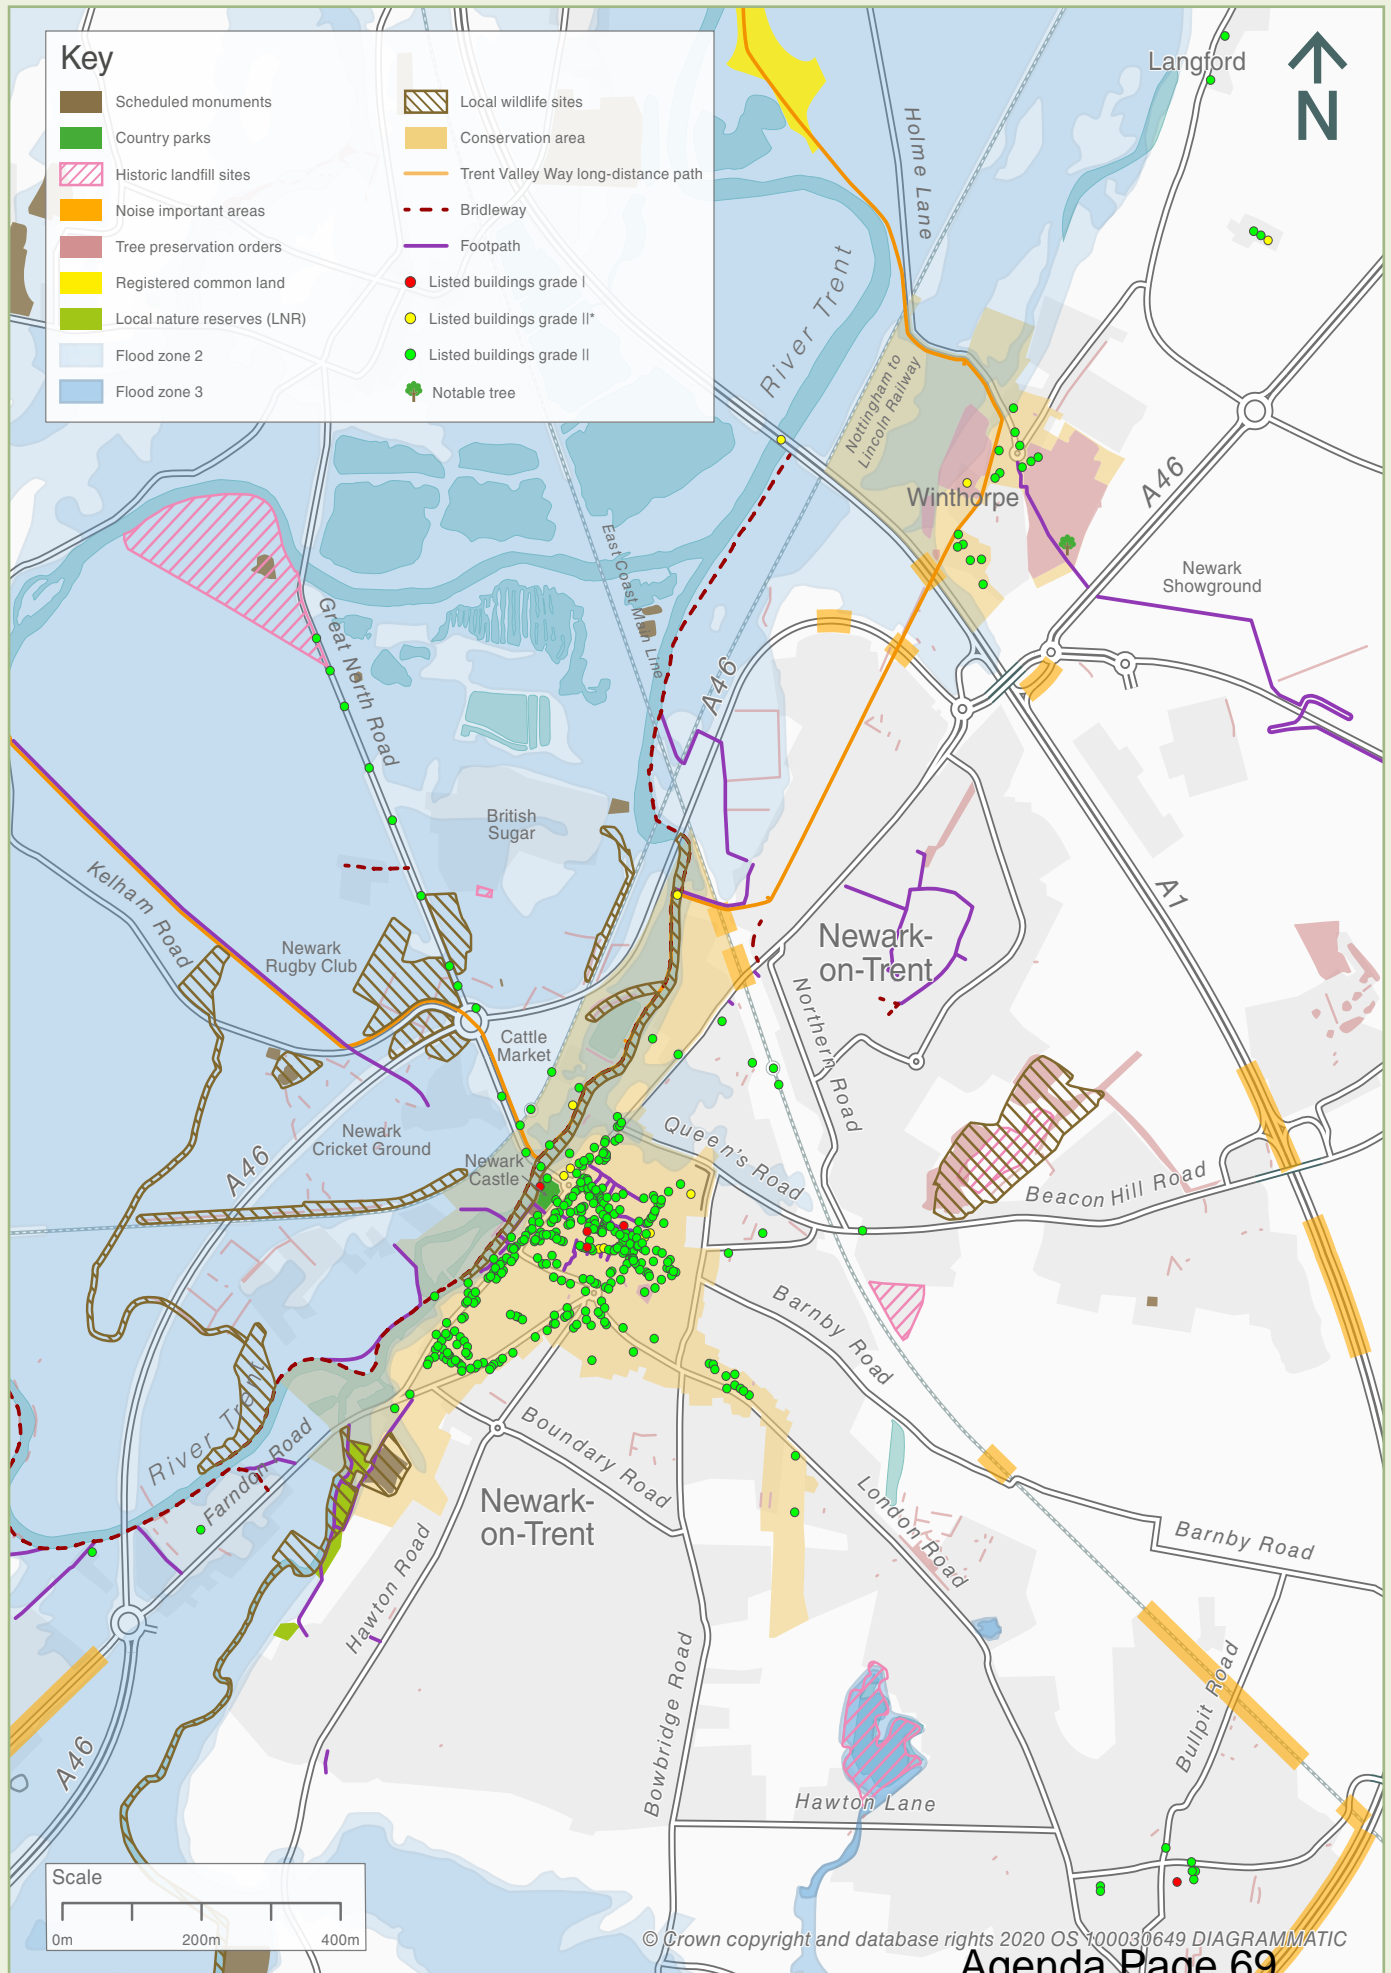 Key
Scheduled monuments
Country parks
Historic landfill sites
Noise important areas
Tree preservation orders
Registered common land
Local nature reserves (LNR)
Flood zone 2
Flood zone 3
Local wildlife sites
Conservation area
Trent Valley Way long-distance path
Bridleway
Footpath
Listed buildings grade I
Listed buildings grade II*
Listed buildings grade II
Notable tree
Langford
N
Holme Lane
River Trent
Nottingham to
Lincoln Railway
Winthorpe
A46
Newark
Showground
East Coast Main Line
Great North Road
A46
British
Sugar
Kelham Road
Newark
Rugby Club
A1
Newark-
on-Trent
Northern Road
Cattle
Market
Newark
Cricket Ground
Queen's Road
Newark
Castle
A46
Beacon Hill Road
Barnby Road
River Trent
Farndon Road
Boundary Road
Newark-
on-Trent
London Road
Barnby Road
Hawton Road
Bowbridge Road
Bullpit Road
A46
Hawton Lane
Scale
0m
200m
400m
© Crown copyright and database rights 2020 OS 100030649 DIAGRAMMATIC
Agenda Page 69